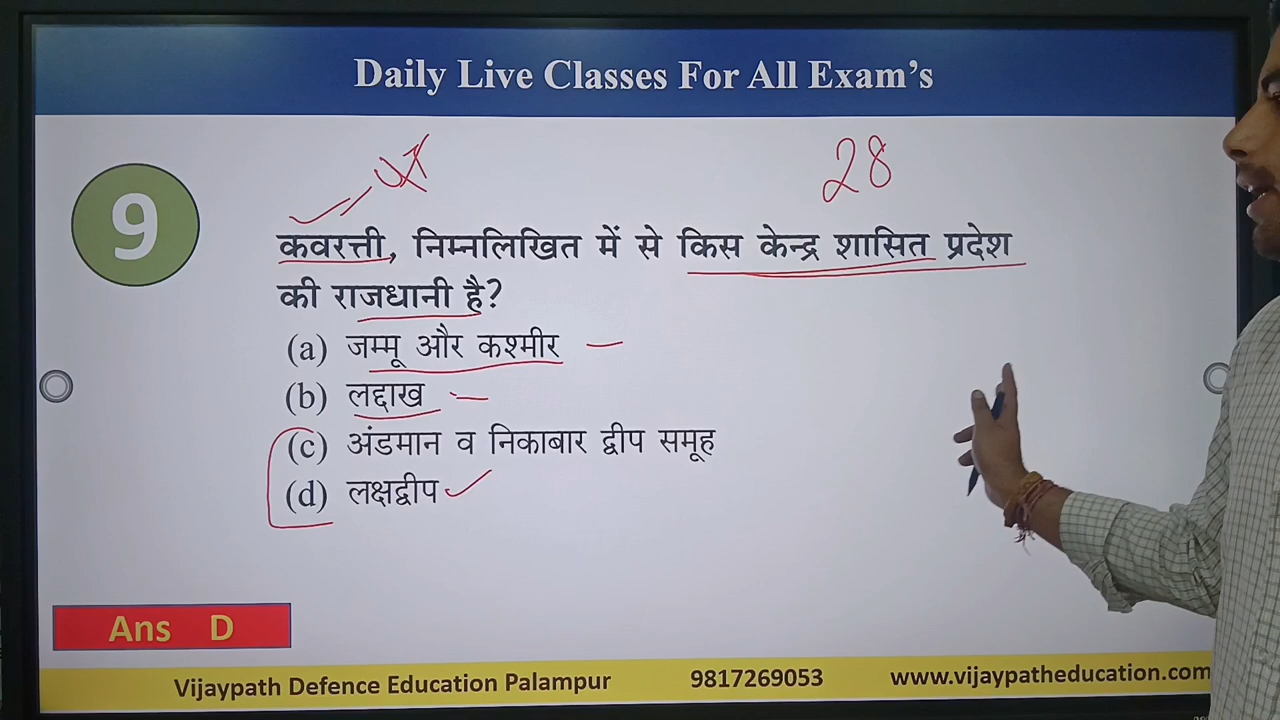 Daily Live Classes For All Exam's
28
9
कवरत्ती, निम्नलिखित में से किस केन्द्र शासित प्रदेश
की राजधानी है?
(a) जम्मू और कश्मीर
(b) लद्दाख
(c) अंडमान व निकाबार द्वीप समूह
(d) लक्षद्वीप
Ans D
Vijaypath Defence Education Palampur 9817269053 www.vijaypatheducation.com